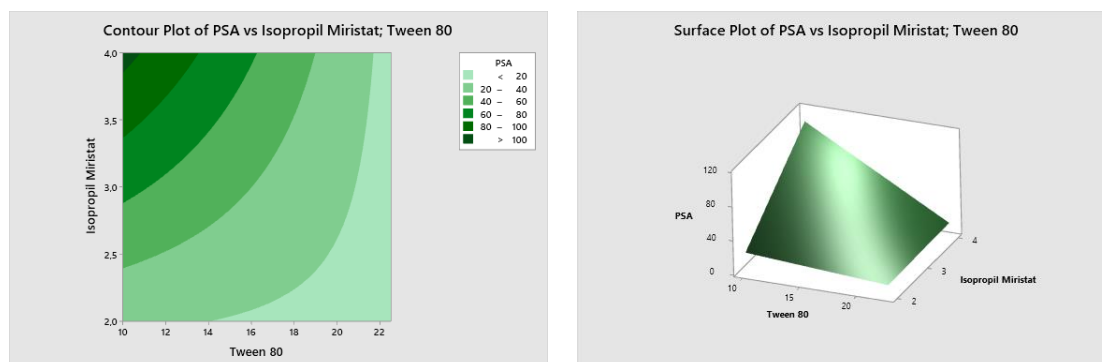 Contour Plot of PSA vs Isopropil Miristat; Tween 80
4,0
3,5
3,0
2,5
2,0
Isopropil Miristat
10 12 14 16 18 20 22
Tween 80
PSA
< 20
20 – 40
40 – 60
60 – 80
80 – 100
> 100
Surface Plot of PSA vs Isopropil Miristat; Tween 80
120
80
40
0
PSA
10
15
20
Tween 80
2
3
4
Isopropil Miristat